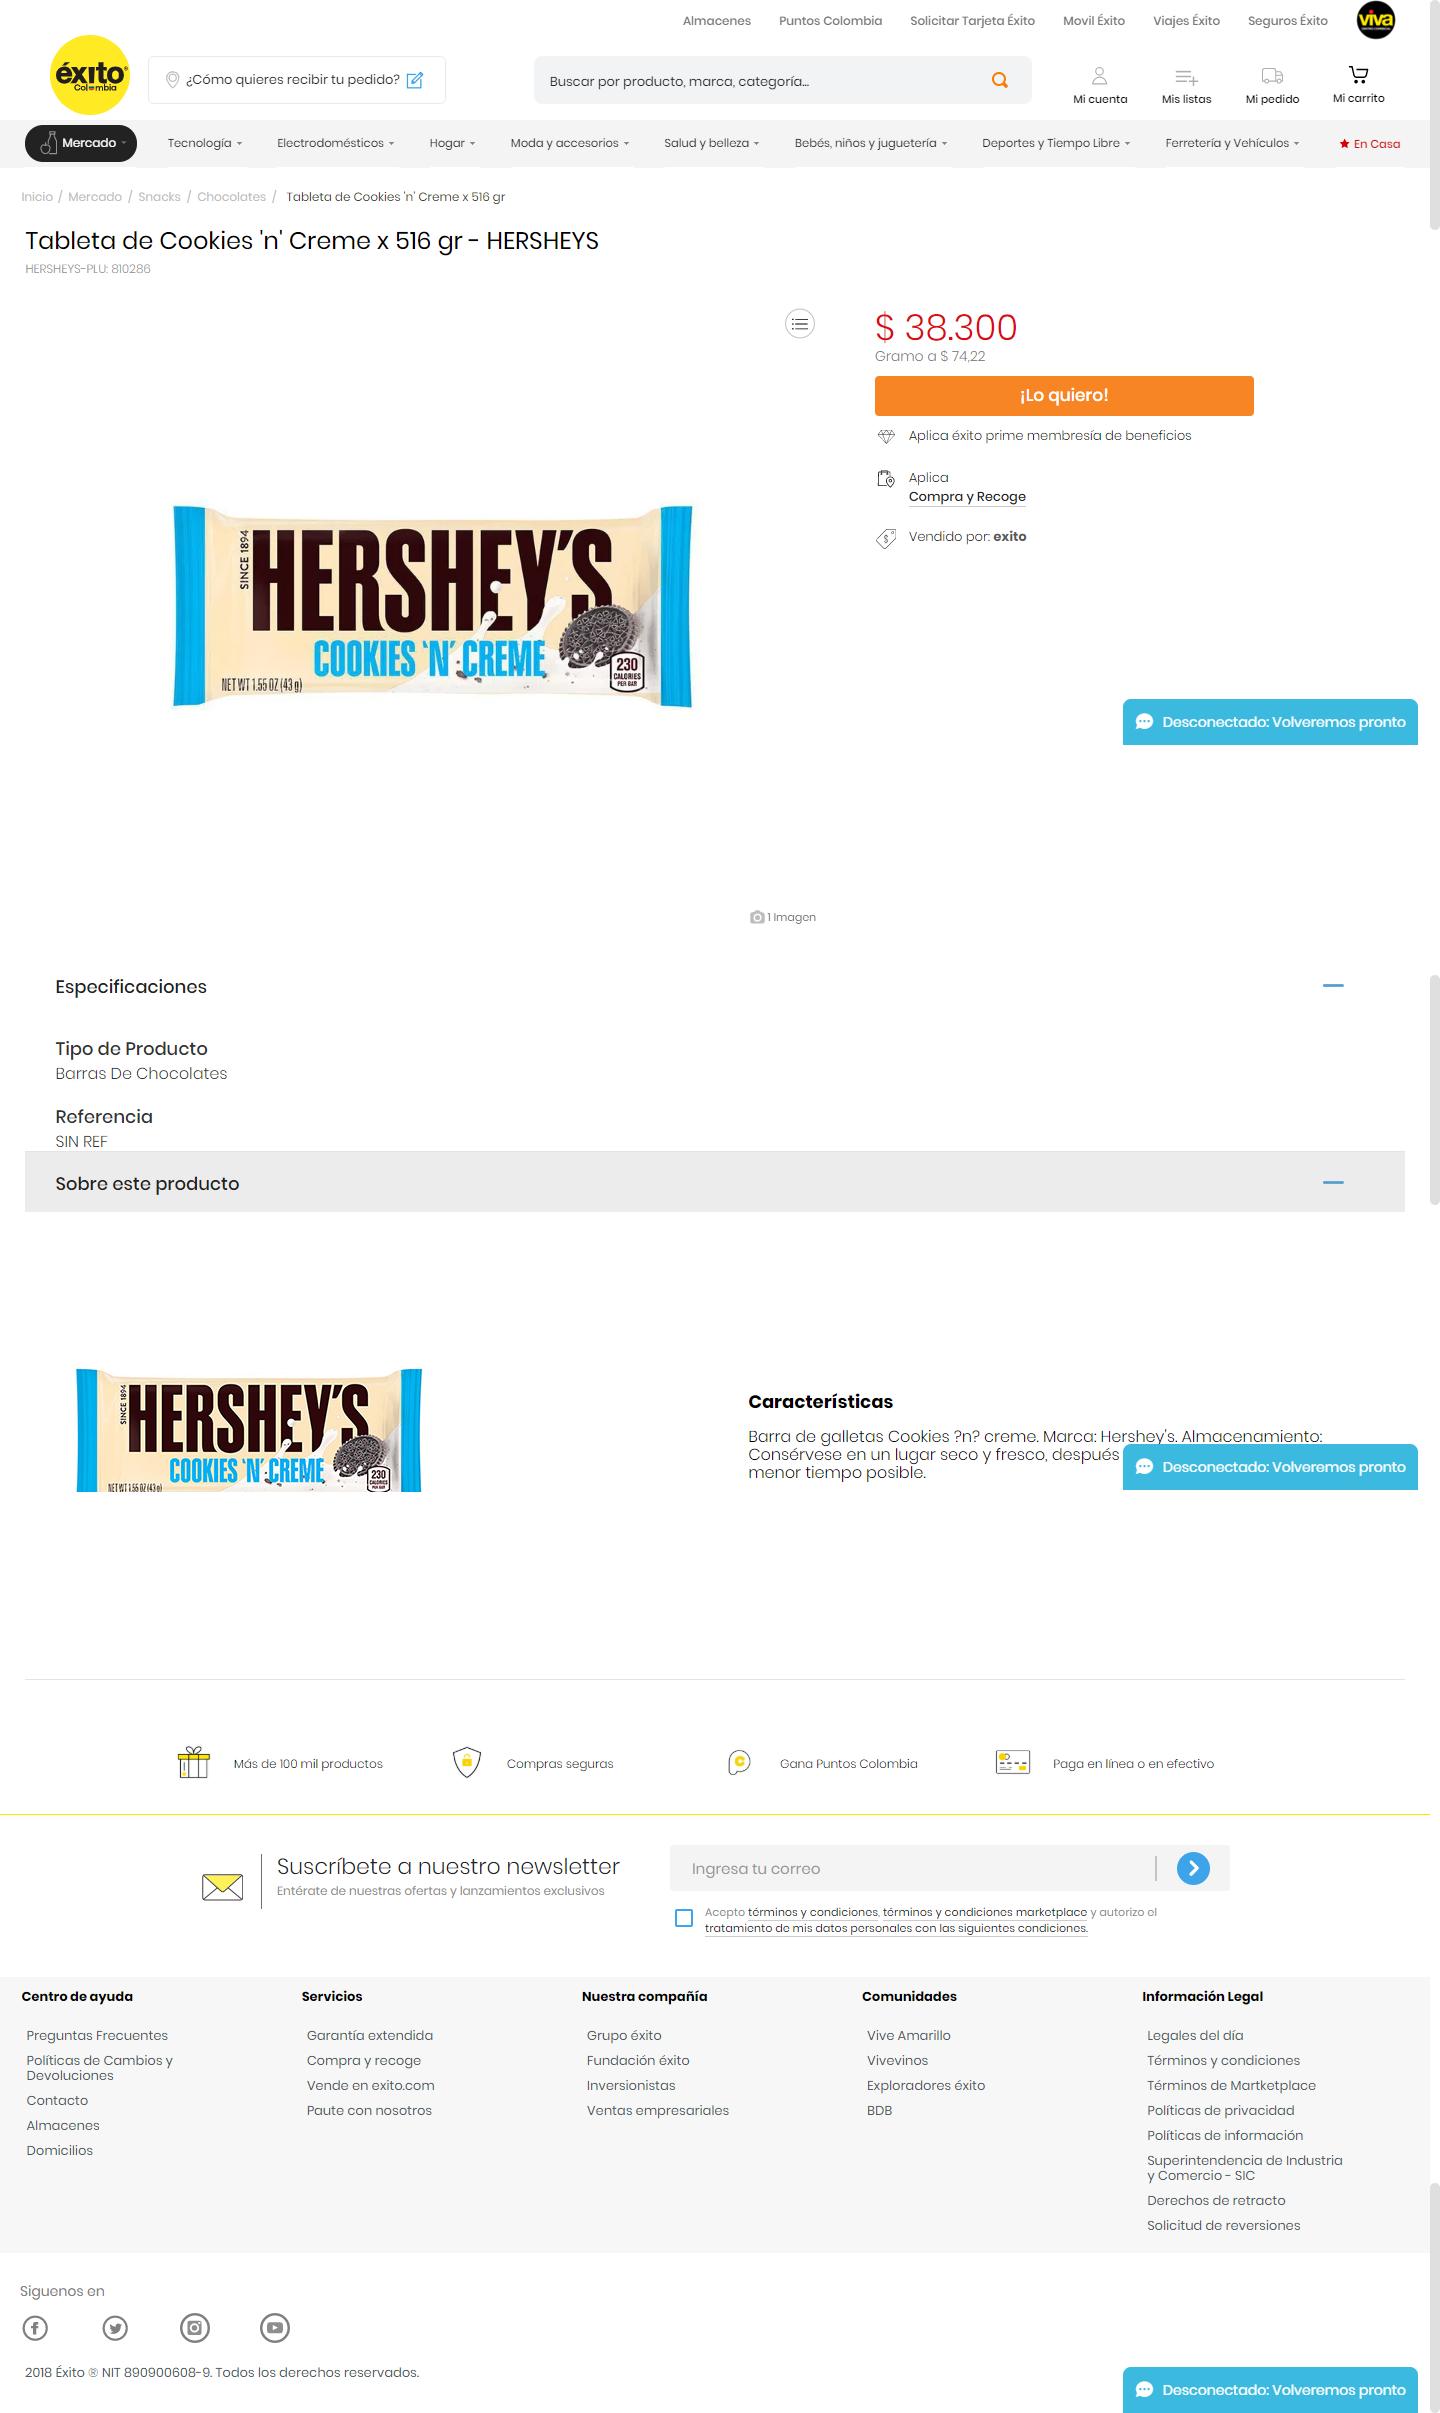 Almacenes Puntos Colombia Solicitar Tarjeta Éxito Movil Éxito Viajes Éxito Seguros Éxito viva
éxito
Colombia
¿Cómo quieres recibir tu pedido?
Buscar por producto, marca, categoría...
Mi cuenta Mis listas Mi pedido Mi carrito
Mercado Tecnología Electrodomésticos Hogar Moda y accesorios Salud y belleza Bebés, niños y juguetería Deportes y Tiempo Libre Ferretería y Vehículos En Casa
Inicio / Mercado / Snacks / Chocolates / Tableta de Cookies 'n' Creme x 516 gr
Tableta de Cookies 'n' Creme x 516 gr - HERSHEYS
HERSHEYS-PLU: 810286
$ 38.300
Gramo a $ 74,22
¡Lo quiero!
Aplica éxito prime membresía de beneficios
Aplica
Compra y Recoge
Vendido por: exito
SINCE 1894
HERSHEY'S
COOKIES 'N' CREME
NET WT 1.55 OZ (43 g)
230
CALORIES
PER BAR
Desconectado: Volveremos pronto
1 Imagen
Especificaciones
Tipo de Producto
Barras De Chocolates
Referencia
SIN REF
Sobre este producto
SINCE 1894
HERSHEY'S
COOKIES 'N' CREME
NET WT 1.55 OZ (43 g)
230
CALORIES
PER BAR
Características
Barra de galletas Cookies ?n? creme. Marca: Hershey's. Almacenamiento:
Consérvese en un lugar seco y fresco, después
menor tiempo posible.
Desconectado: Volveremos pronto
Más de 100 mil productos
Compras seguras
Gana Puntos Colombia
Paga en línea o en efectivo
Suscríbete a nuestro newsletter
Entérate de nuestras ofertas y lanzamientos exclusivos
Ingresa tu correo
Acepto términos y condiciones, términos y condiciones marketplace y autorizo el
tratamiento de mis datos personales con las siguientes condiciones.
Centro de ayuda
Preguntas Frecuentes
Políticas de Cambios y
Devoluciones
Contacto
Almacenes
Domicilios
Servicios
Garantía extendida
Compra y recoge
Vende en exito.com
Paute con nosotros
Nuestra compañía
Grupo éxito
Fundación éxito
Inversionistas
Ventas empresariales
Comunidades
Vive Amarillo
Vivevinos
Exploradores éxito
BDB
Información Legal
Legales del día
Términos y condiciones
Términos de Martketplace
Políticas de privacidad
Políticas de información
Superintendencia de Industria
y Comercio - SIC
Derechos de retracto
Solicitud de reversiones
Siguenos en
2018 Éxito ® NIT 890900608-9. Todos los derechos reservados.
Desconectado: Volveremos pronto